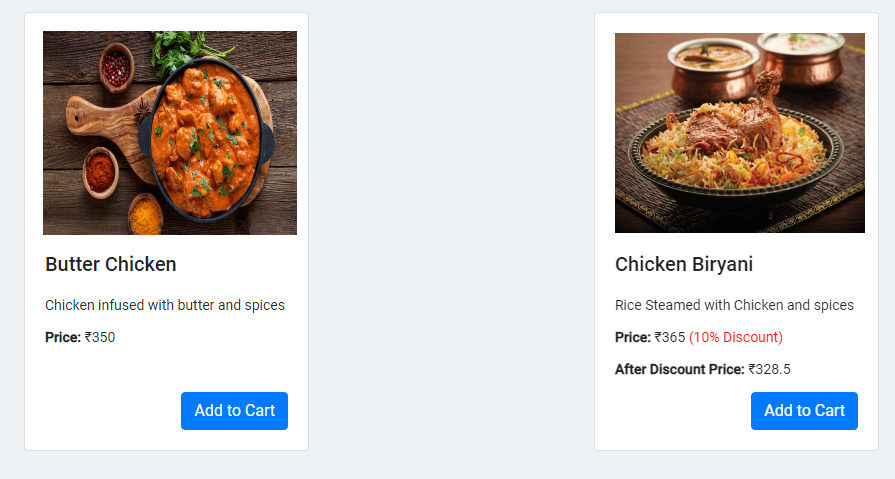 Butter Chicken
Chicken infused with butter and spices
Price: ₹350
Add to Cart
Chicken Biryani
Rice Steamed with Chicken and spices
Price: ₹365 (10% Discount)
After Discount Price: ₹328.5
Add to Cart